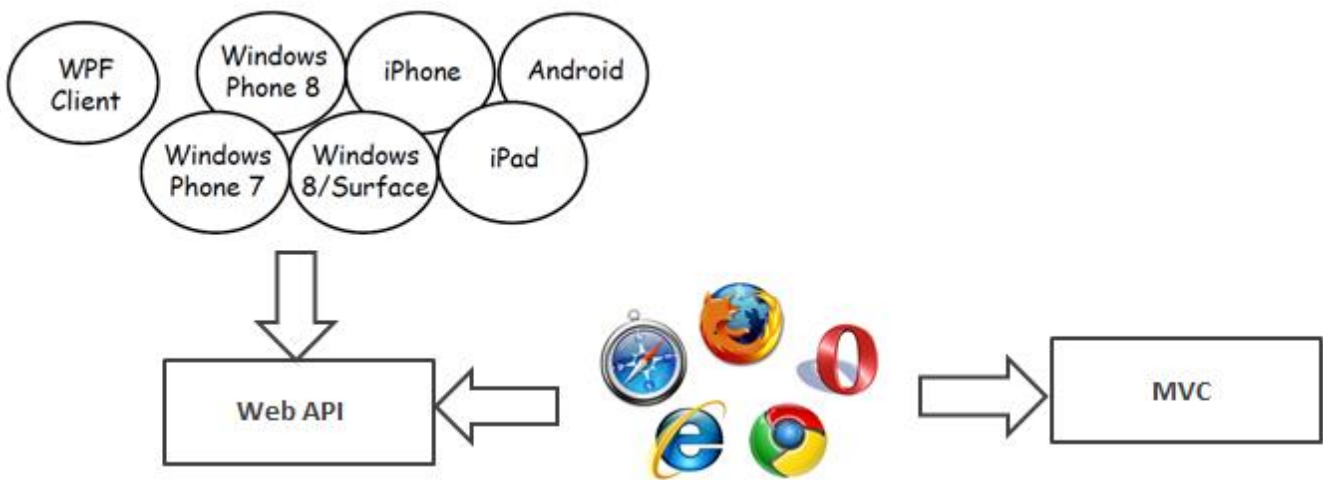 WPF
Client
Windows
Phone 8
iPhone
Android
Windows
Phone 7
Windows
8/Surface
iPad
Web API
MVC